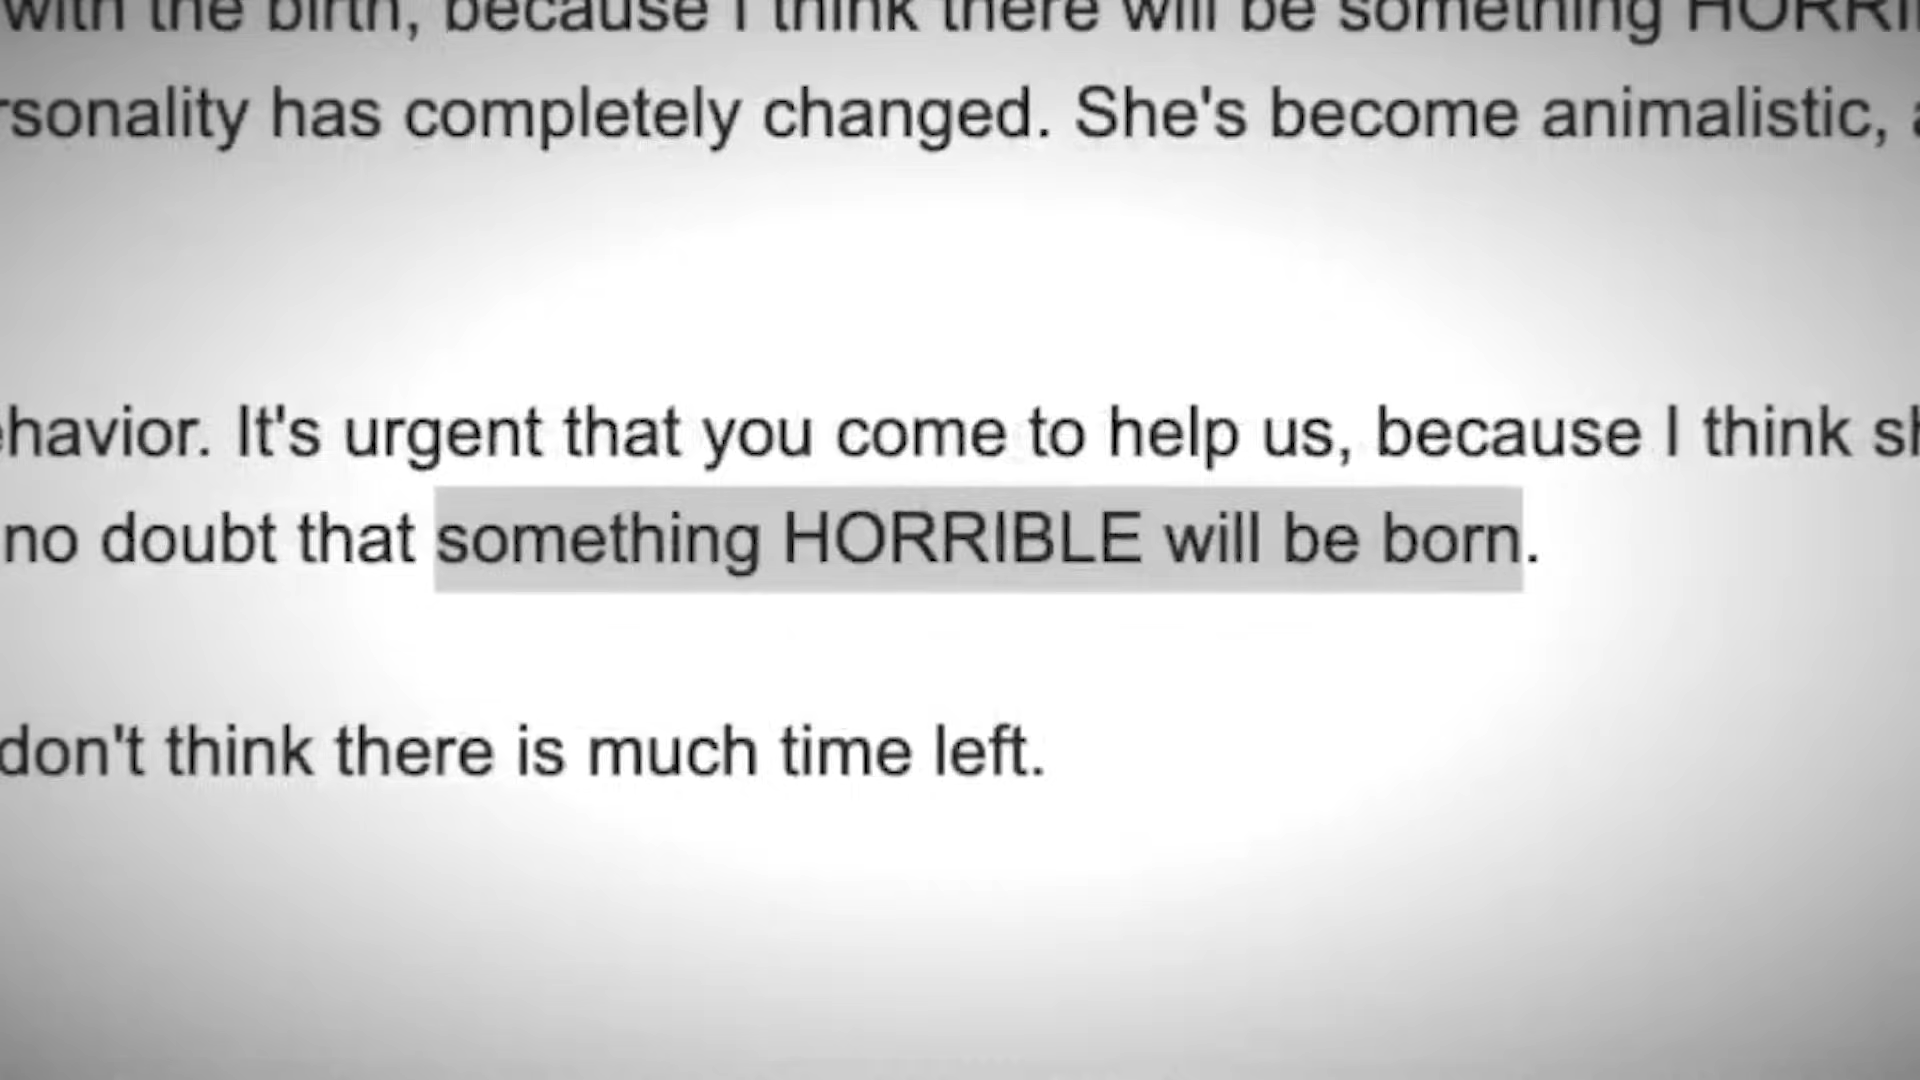 with the birth, because I think there will be something
has completely changed. She's become animalistic,
It's urgent that you come to help us, because I think
no doubt that something HORRIBLE will be born.
don't think there is much time left.